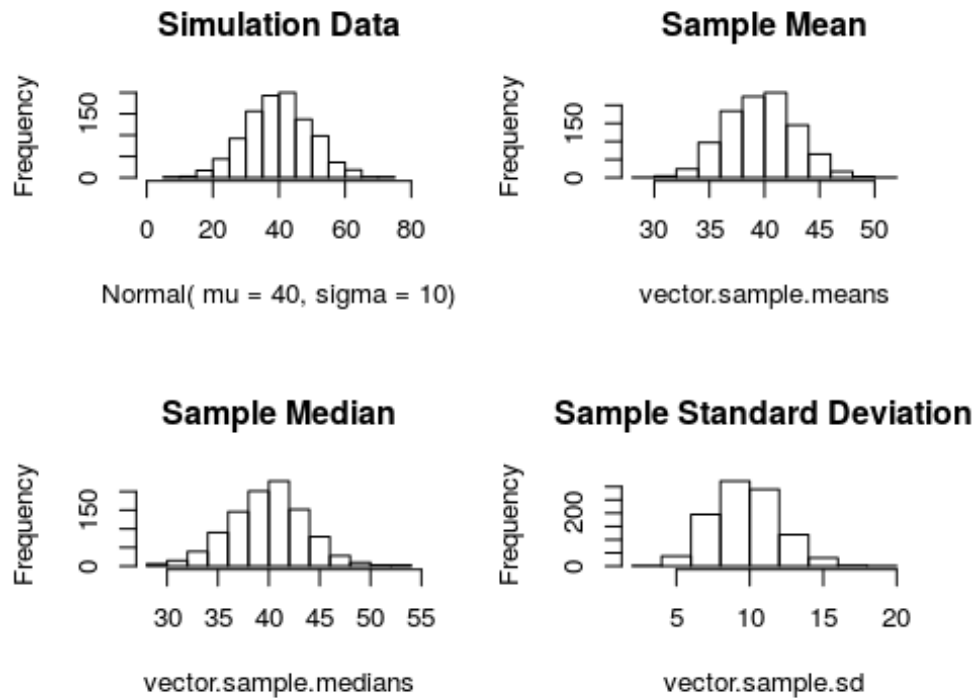 Simulation Data
Frequency
0 150
0 20 40 60 80
Normal( mu = 40, sigma = 10)
Sample Mean
Frequency
0 150
30 35 40 45 50
vector.sample.means
Sample Median
Frequency
0 150
30 35 40 45 50 55
vector.sample.medians
Sample Standard Deviation
Frequency
0 200
5 10 15 20
vector.sample.sd